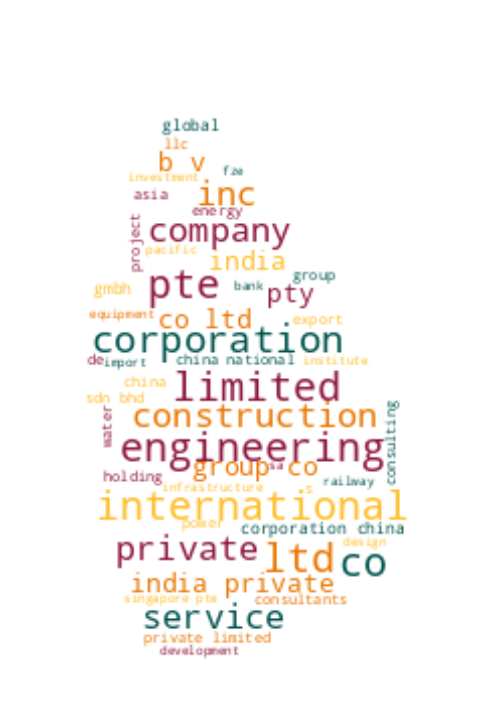 global
llc
b v
fze
investment
asia
inc
energy
project
company
pacific
india
group
pte
bank
pty
gmbh
equipment
co ltd
export
corporation
de
import
china national
institute
china
limited
sdn bhd
construction
water
consulting
engineering
group co
sa
holding
railway
infrastructure
s
international
power
corporation china
private
ltd
design
co
india private
singapore pte
consultants
service
private limited
development